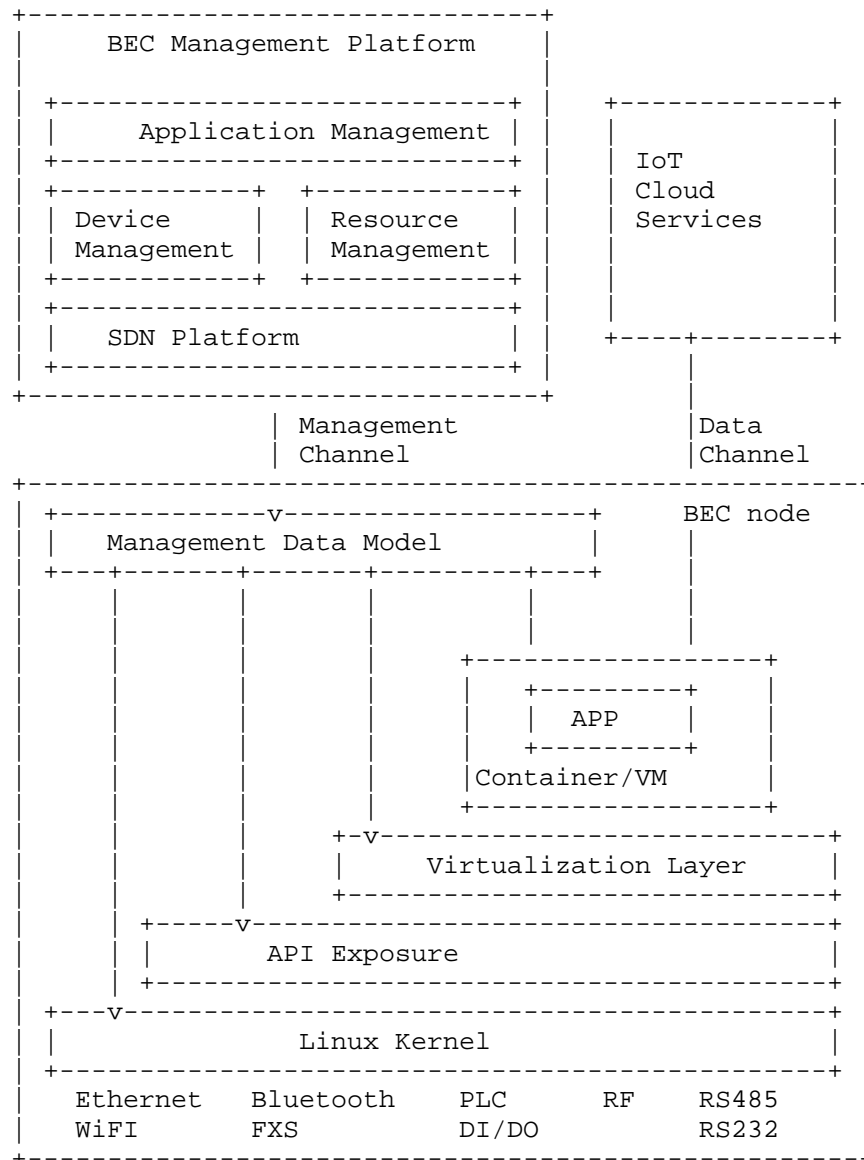 BEC Management Platform
Application Management
IoT
Cloud
Services
Device Resource
Management Management
SDN Platform
Management Data
Channel Channel
BEC node
Management Data Model
APP
Container/VM
Virtualization Layer
API Exposure
Linux Kernel
Ethernet Bluetooth PLC RF RS485
WiFI FXS DI/DO RS232